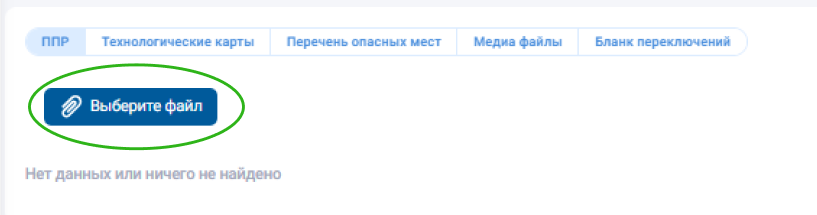 ППР Технологические карты Перечень опасных мест Медиа файлы Бланк переключений
Выберите файл
Нет данных или ничего не найдено